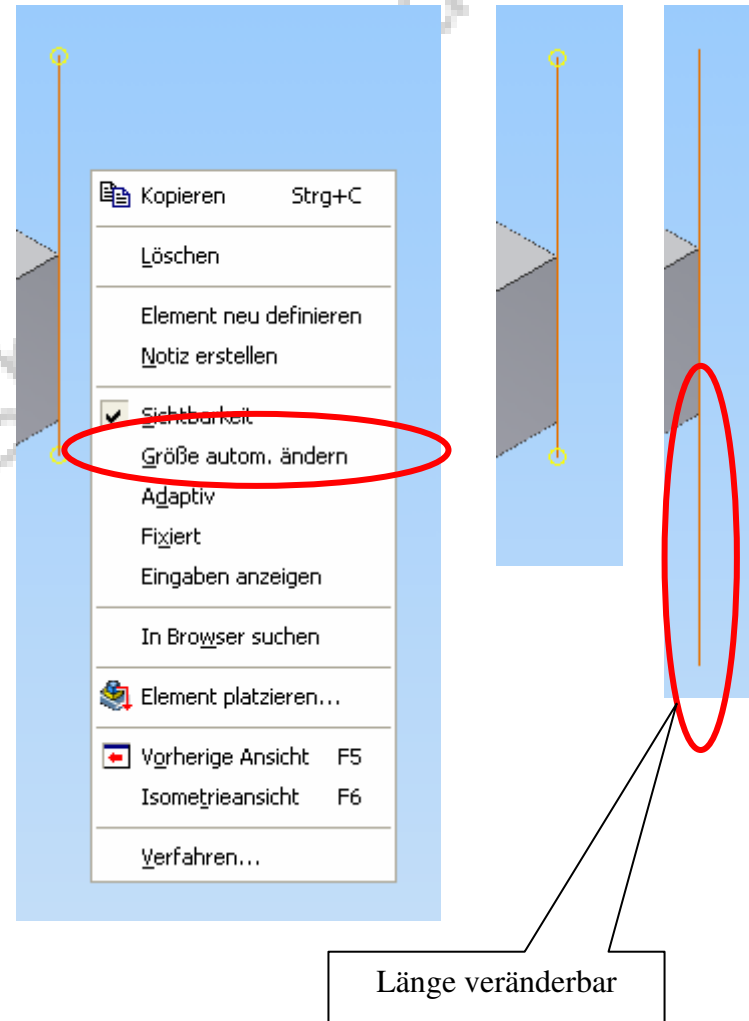 Kopieren Strg+C
Löschen
Element neu definieren
Notiz erstellen
Sichtbarkeit
Größe autom. ändern
Adaptiv
Fixiert
Eingaben anzeigen
In Browser suchen
Element platzieren...
Vorherige Ansicht F5
Isometrieansicht F6
Verfahren...
Länge veränderbar